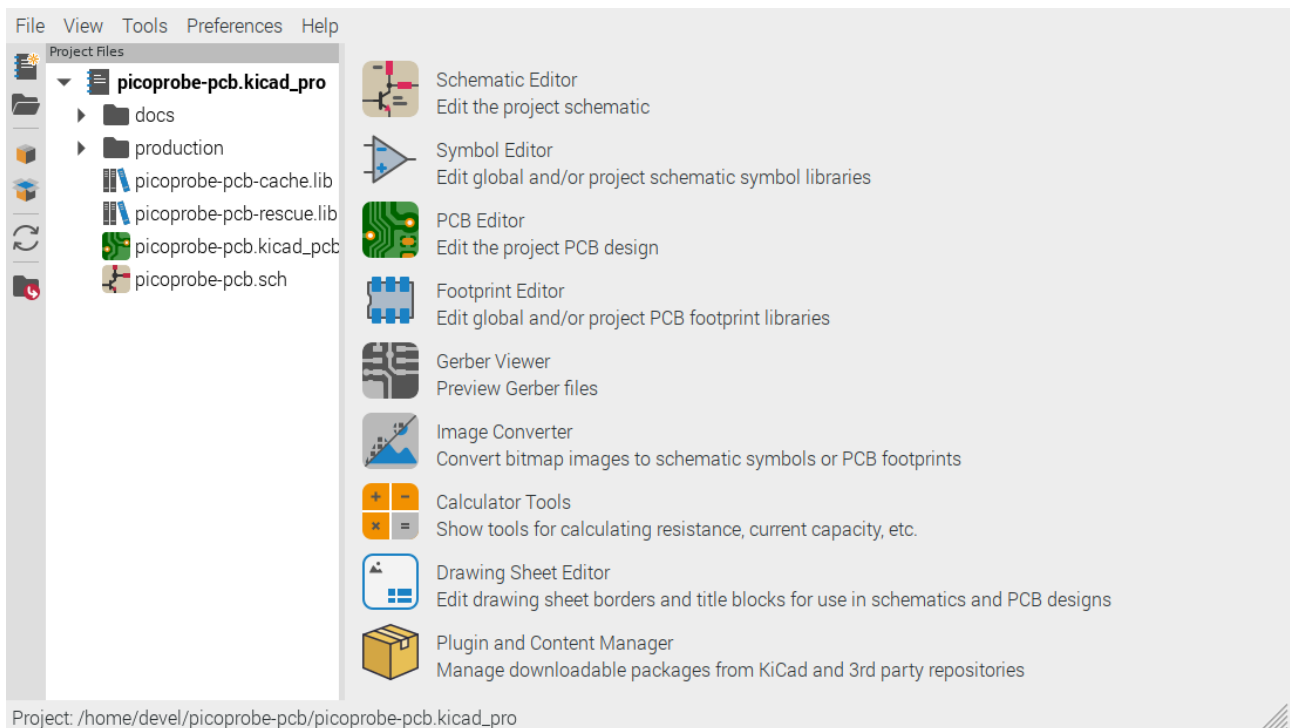 File View Tools Preferences Help
Project Files
picoprobe-pcb.kicad_pro
docs
production
picoprobe-pcb-cache.lib
picoprobe-pcb-rescue.lib
picoprobe-pcb.kicad_pcb
picoprobe-pcb.sch
Schematic Editor
Edit the project schematic
Symbol Editor
Edit global and/or project schematic symbol libraries
PCB Editor
Edit the project PCB design
Footprint Editor
Edit global and/or project PCB footprint libraries
Gerber Viewer
Preview Gerber files
Image Converter
Convert bitmap images to schematic symbols or PCB footprints
Calculator Tools
Show tools for calculating resistance, current capacity, etc.
Drawing Sheet Editor
Edit drawing sheet borders and title blocks for use in schematics and PCB designs
Plugin and Content Manager
Manage downloadable packages from KiCad and 3rd party repositories
Project: /home/devel/picoprobe-pcb/picoprobe-pcb.kicad_pro